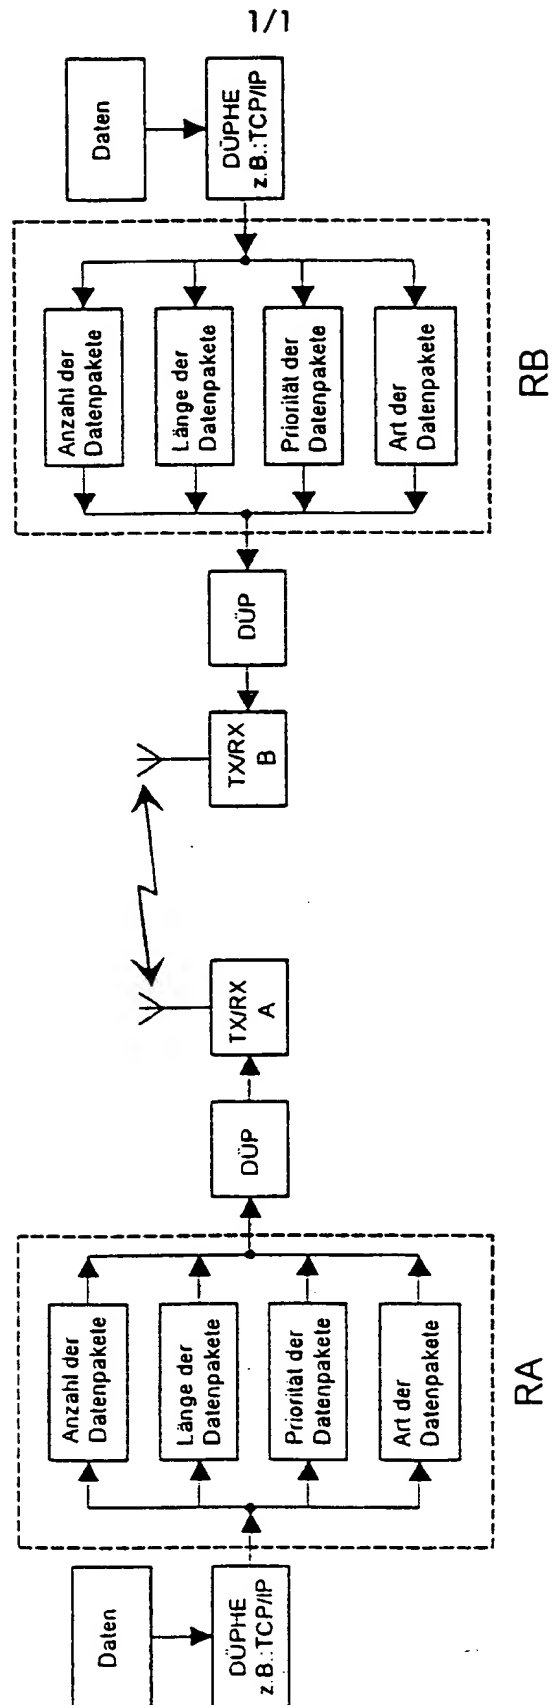 1/1
Daten
DÜPHE
z.B.:TCP/IP
Anzahl der
Datenpakete
Länge der
Datenpakete
Priorität der
Datenpakete
Art der
Datenpakete
RA
DÜP
TX/RX
A
TX/RX
B
DÜP
Anzahl der
Datenpakete
Länge der
Datenpakete
Priorität der
Datenpakete
Art der
Datenpakete
RB
Daten
DÜPHE
z.B.:TCP/IP